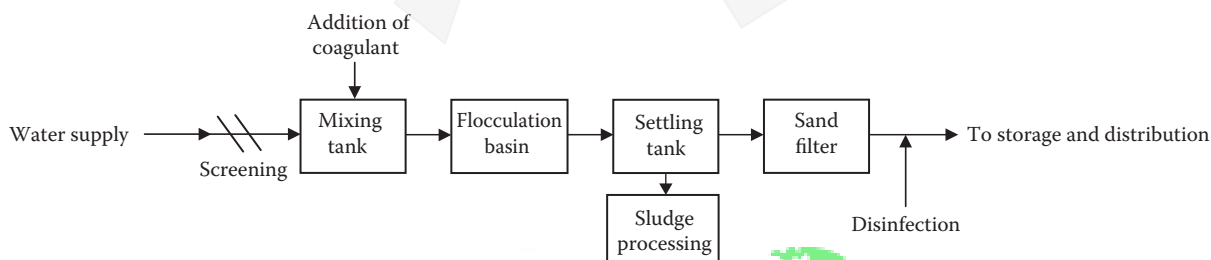 Addition of
coagulant
Water supply
Screening
Mixing
tank
Flocculation
basin
Settling
tank
Sand
filter
To storage and distribution
Sludge
processing
Disinfection